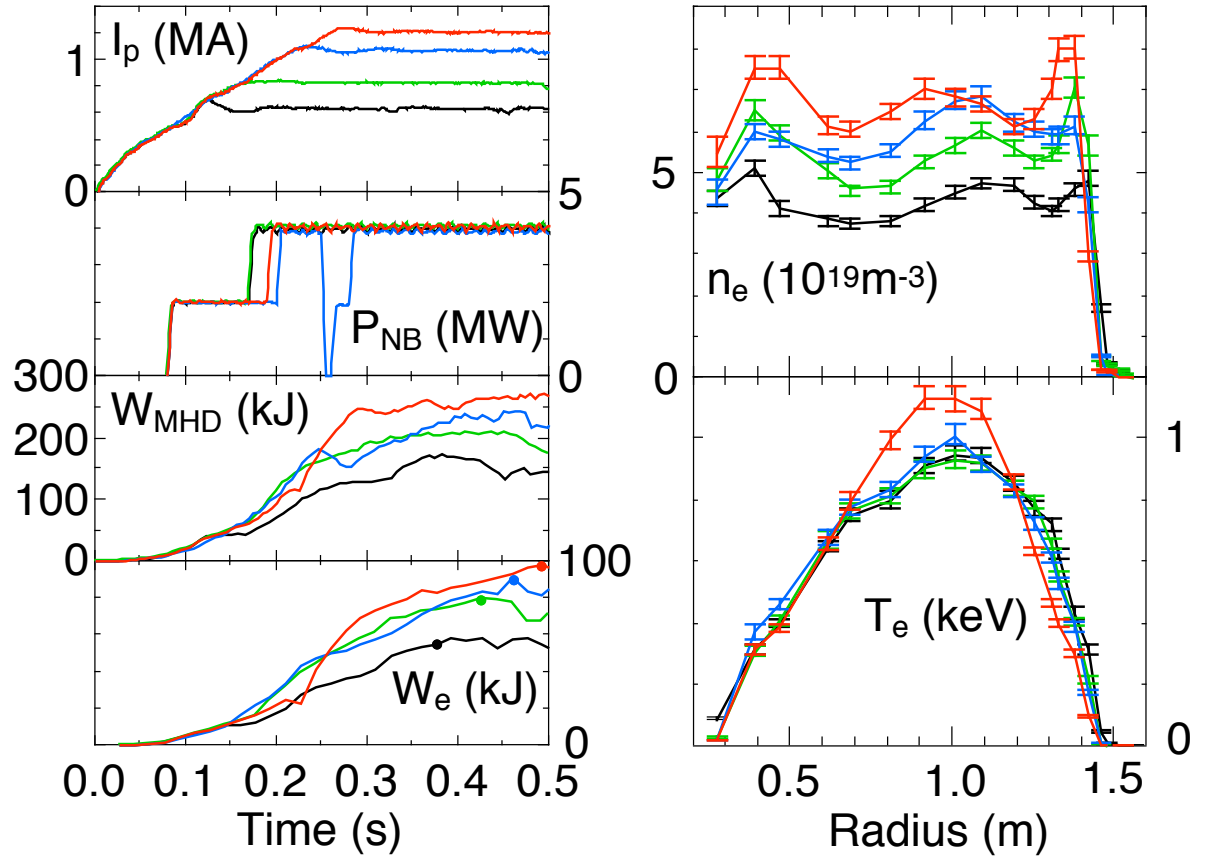 I_p (MA)
1
0
5
P_NB (MW)
0
300
W_MHD (kJ)
200
100
0
100
W_e (kJ)
0
0.0 0.1 0.2 0.3 0.4 0.5
Time (s)
5
n_e (10^19m^-3)
0
1
T_e (keV)
0
0.5 1.0 1.5
Radius (m)